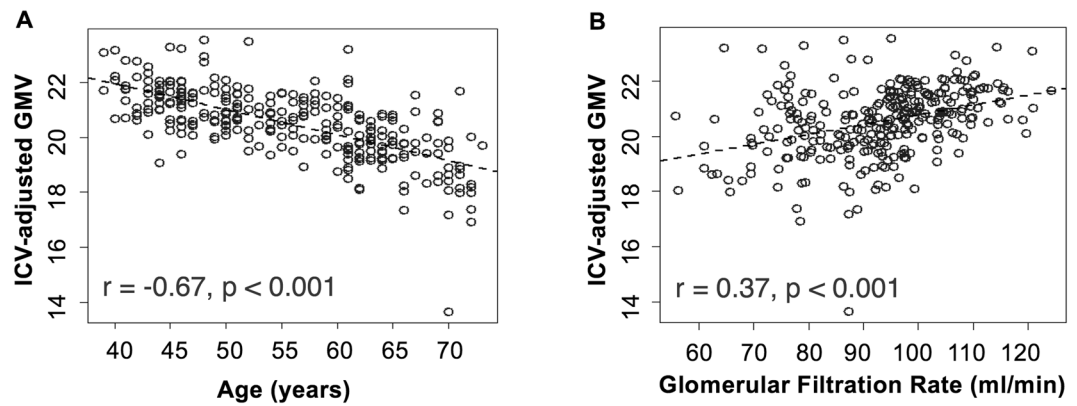 A
ICV-adjusted GMV
22
20
18
16
14
r = -0.67, p < 0.001
40 45 50 55 60 65 70
Age (years)
B
ICV-adjusted GMV
22
20
18
16
14
r = 0.37, p < 0.001
60 70 80 90 100 110 120
Glomerular Filtration Rate (ml/min)